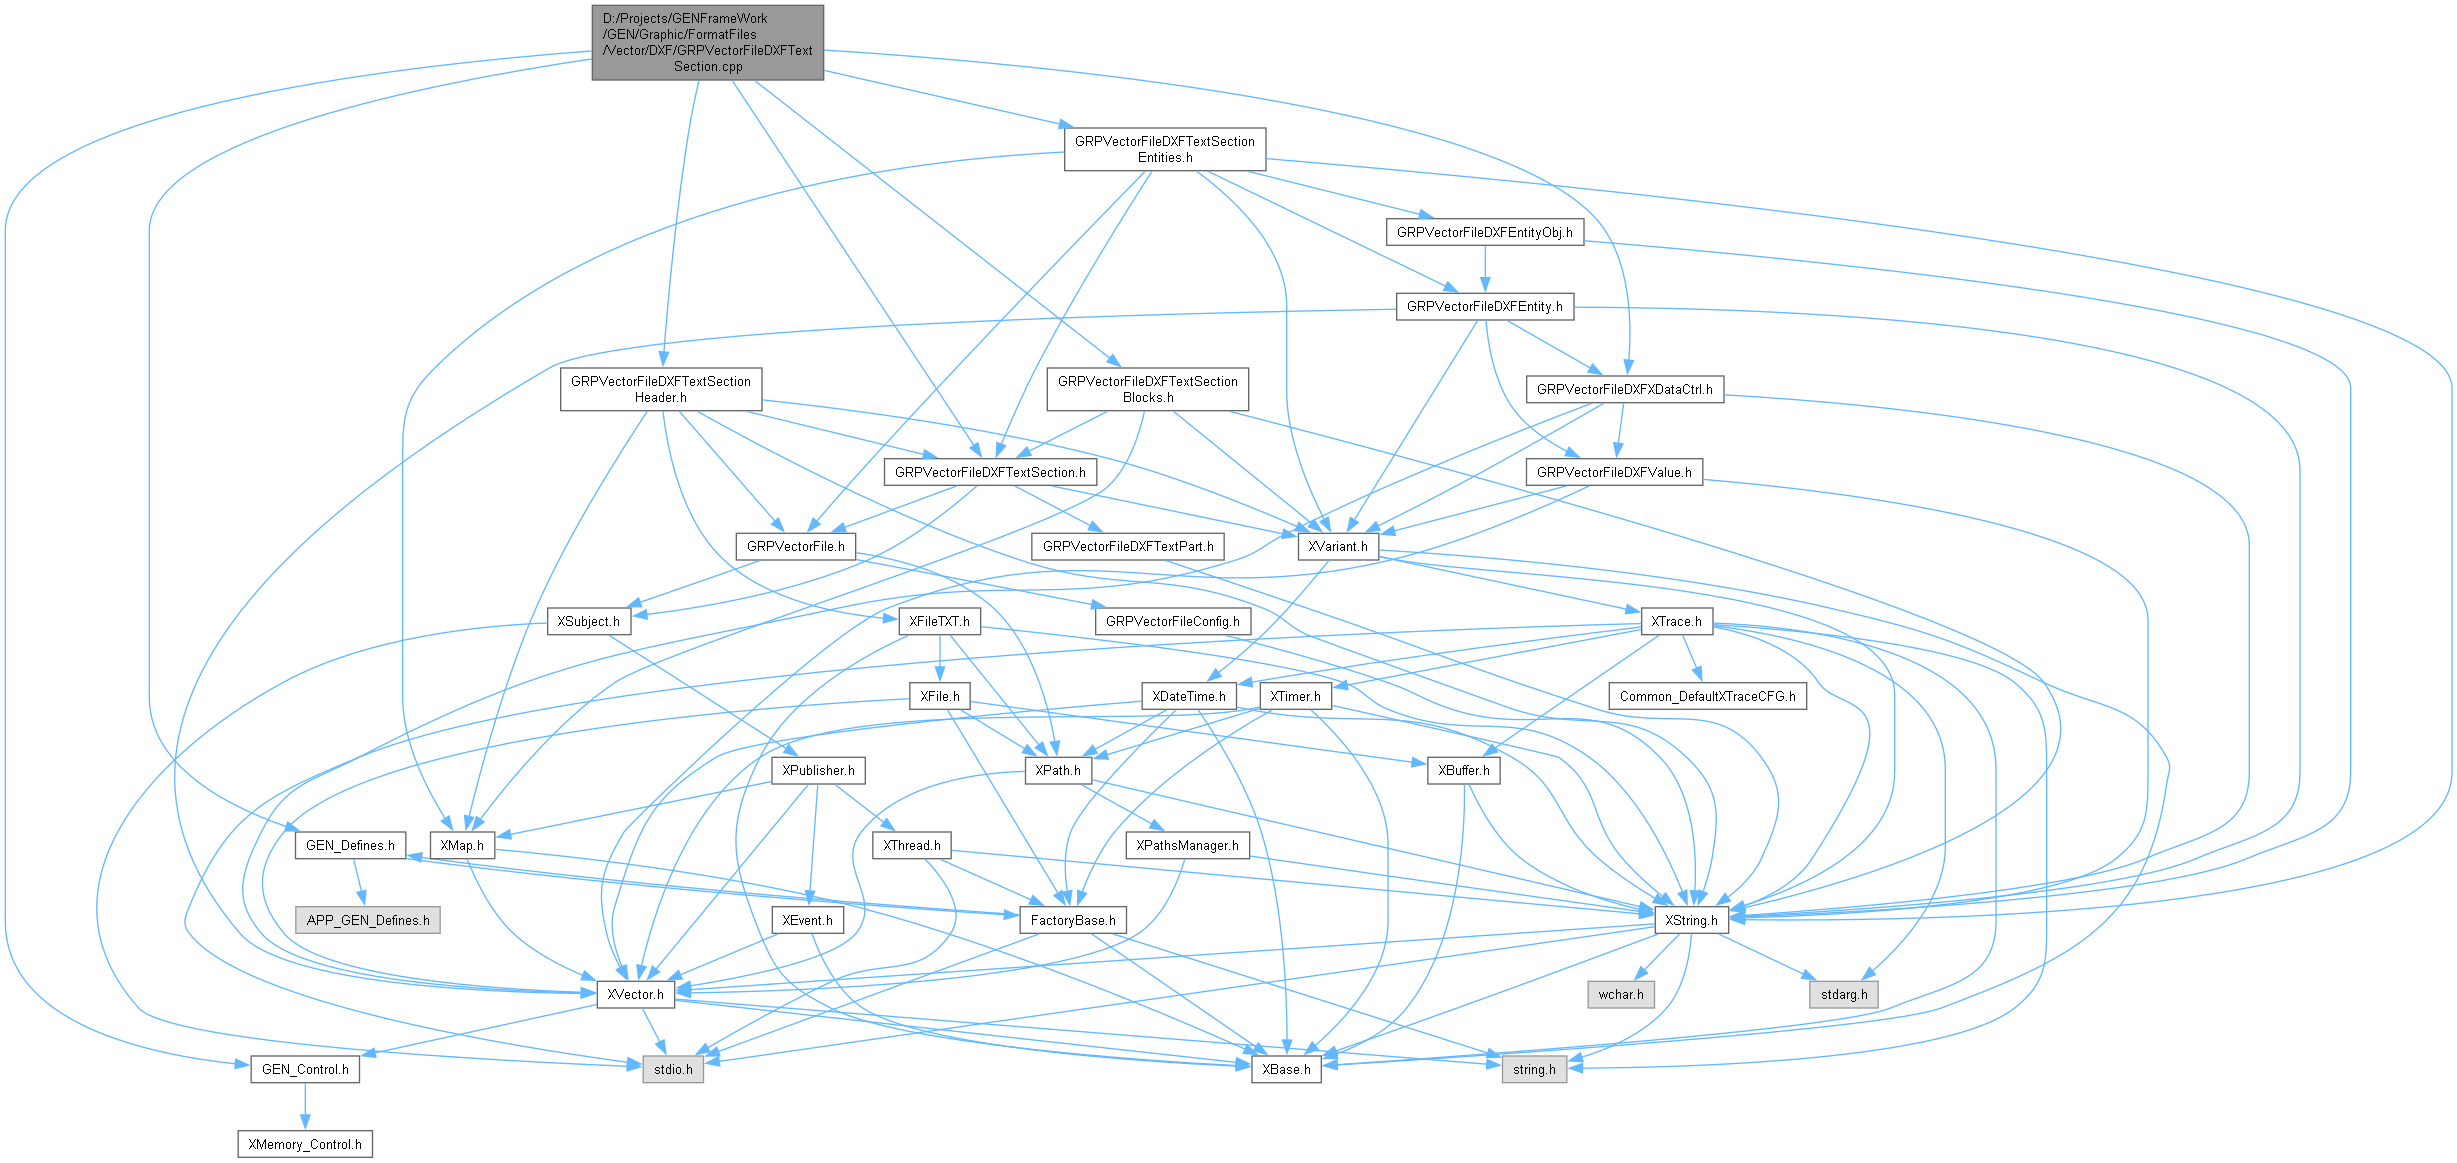 D:/Projects/GENFrameWork
/GEN/Graphic/FormatFiles
/Vector/DXF/GRPVectorFileDXFText
Section.cpp
GRPVectorFileDXFTextSection
Entities.h
GRPVectorFileDXFEntityObj.h
GRPVectorFileDXFEntity.h
GRPVectorFileDXFTextSection
Header.h
GRPVectorFileDXFTextSection
Blocks.h
GRPVectorFileDXFXDataCtrl.h
GRPVectorFileDXFTextSection.h
GRPVectorFileDXFValue.h
GRPVectorFile.h
GRPVectorFileDXFTextPart.h
XVariant.h
XSubject.h
XFileTXT.h
GRPVectorFileConfig.h
XTrace.h
XFile.h
XDateTime.h
XTimer.h
Common_DefaultXTraceCFG.h
XPublisher.h
XPath.h
XBuffer.h
GEN_Defines.h
XMap.h
XThread.h
XPathsManager.h
APP_GEN_Defines.h
XEvent.h
FactoryBase.h
XString.h
XVector.h
wchar.h
stdarg.h
GEN_Control.h
stdio.h
XBase.h
string.h
XMemory_Control.h